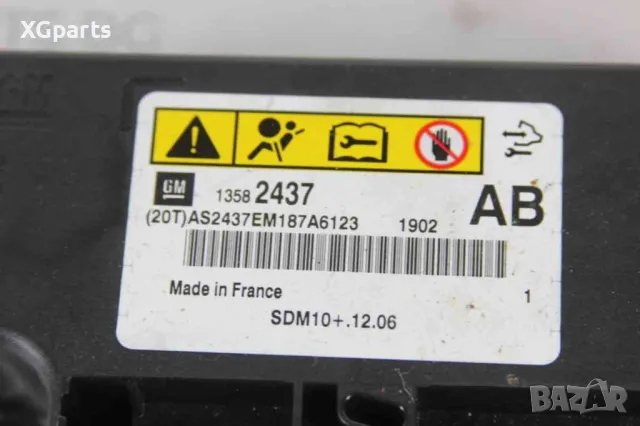 XGparts
GM
1358 2437
AB
(20T)AS2437EM187A6123 1902
Made in France 1
SDM10+.12.06
BAZAR